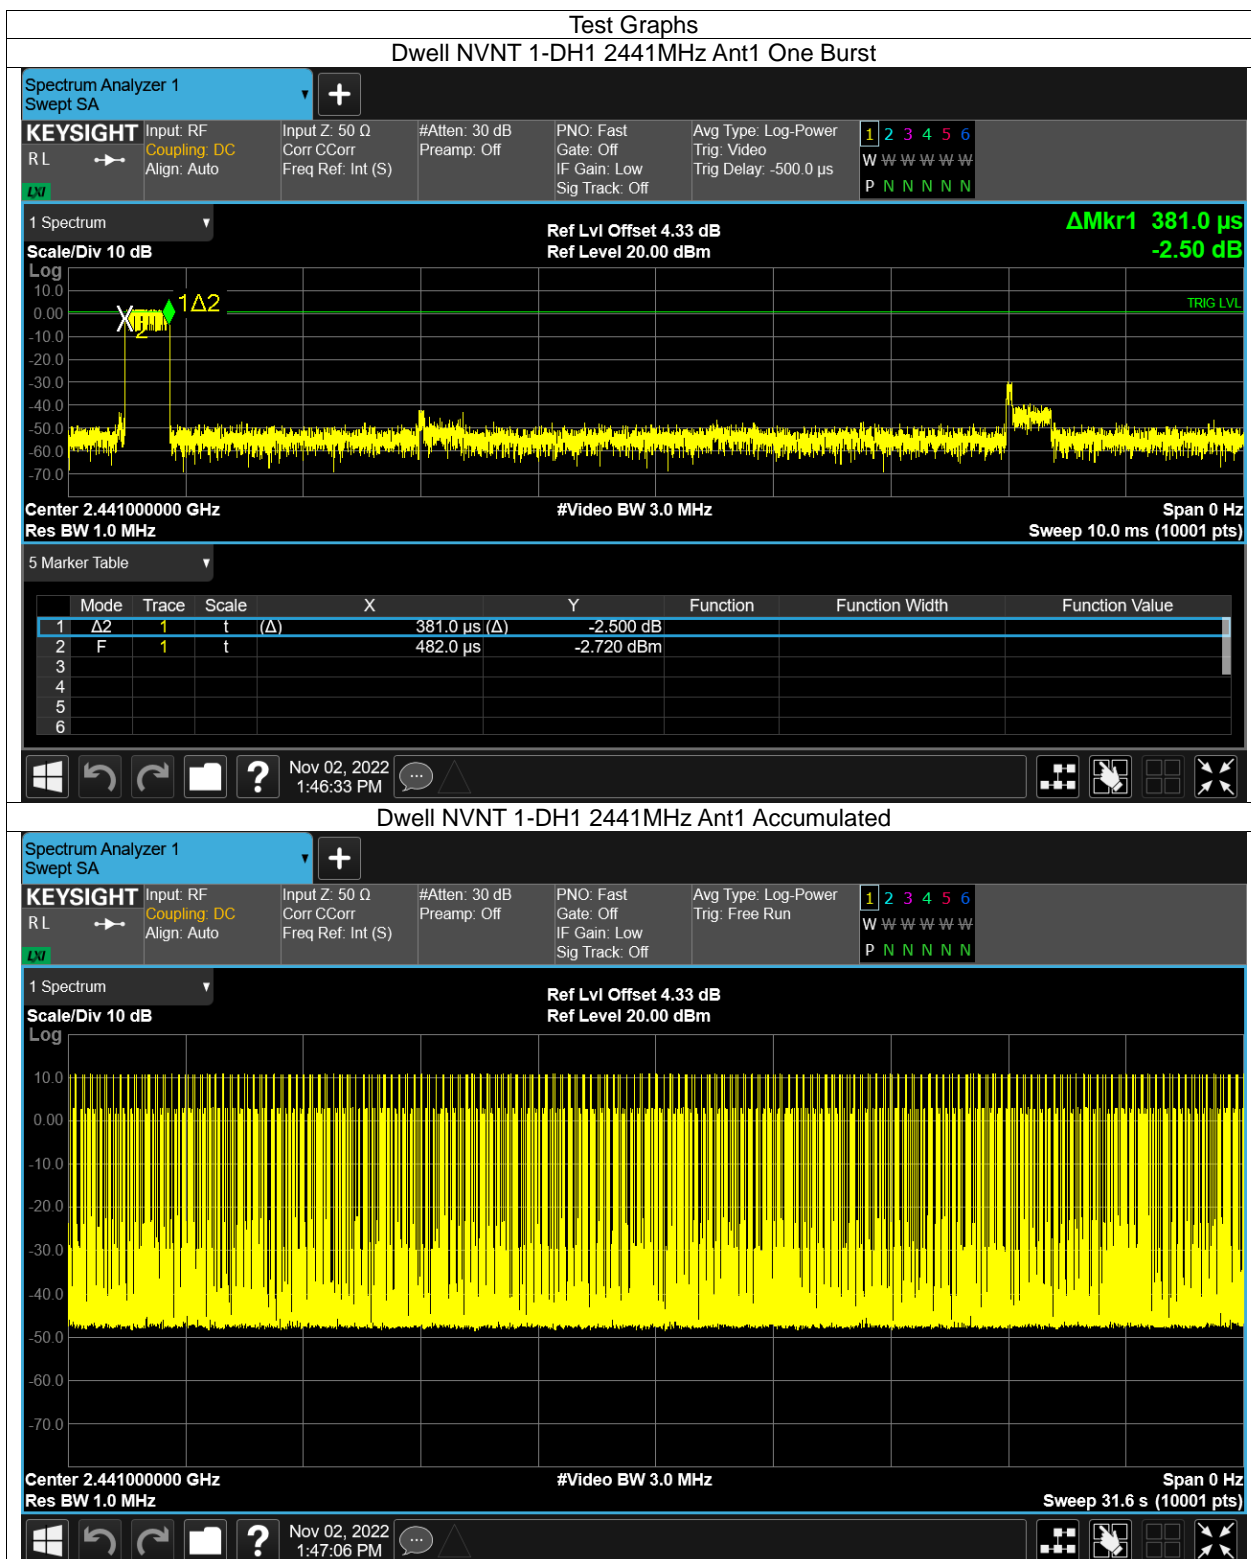 Test Graphs
Dwell NVNT 1-DH1 2441MHz Ant1 One Burst
Spectrum Analyzer 1
Swept SA
KEYSIGHT Input: RF Input Z: 50 Ω #Atten: 30 dB PNO: Fast Avg Type: Log-Power 1 2 3 4 5 6
R L Coupling: DC Corr CCorr Preamp: Off Gate: Off Trig: Video W W W W W W
Align: Auto Freq Ref: Int (S) IF Gain: Low Trig Delay: -500.0 µs
LXI Sig Track: Off P N N N N N
1 Spectrum ΔMkr1 381.0 µs
Ref Lvl Offset 4.33 dB
Scale/Div 10 dB Ref Level 20.00 dBm -2.50 dB
Log
10.0
1Δ2 TRIG LVL
0.00
X 2
-10.0
-20.0
-30.0
-40.0
-50.0
-60.0
-70.0
Center 2.441000000 GHz #Video BW 3.0 MHz Span 0 Hz
Res BW 1.0 MHz Sweep 10.0 ms (10001 pts)
5 Marker Table
Mode Trace Scale X Y Function Function Width Function Value
1 Δ2 1 t (Δ) 381.0 µs (Δ) -2.500 dB
2 F 1 t 482.0 µs -2.720 dBm
3
4
5
6
? Nov 02, 2022
1:46:33 PM
Dwell NVNT 1-DH1 2441MHz Ant1 Accumulated
Spectrum Analyzer 1
Swept SA
KEYSIGHT Input: RF Input Z: 50 Ω #Atten: 30 dB PNO: Fast Avg Type: Log-Power 1 2 3 4 5 6
R L Coupling: DC Corr CCorr Preamp: Off Gate: Off Trig: Free Run W W W W W W
Align: Auto Freq Ref: Int (S) IF Gain: Low
LXI Sig Track: Off P N N N N N
1 Spectrum
Ref Lvl Offset 4.33 dB
Scale/Div 10 dB Ref Level 20.00 dBm
Log
10.0
0.00
-10.0
-20.0
-30.0
-40.0
-50.0
-60.0
-70.0
Center 2.441000000 GHz #Video BW 3.0 MHz Span 0 Hz
Res BW 1.0 MHz Sweep 31.6 s (10001 pts)
? Nov 02, 2022
1:47:06 PM